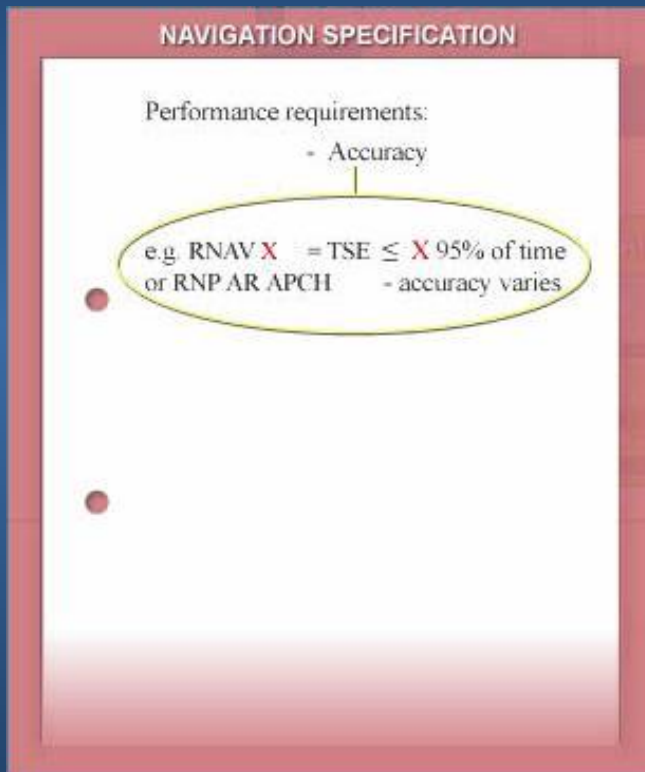 NAVIGATION SPECIFICATION
Performance requirements:
- Accuracy
e.g. RNAV X = TSE ≤ X 95% of time
or RNP AR APCH - accuracy varies